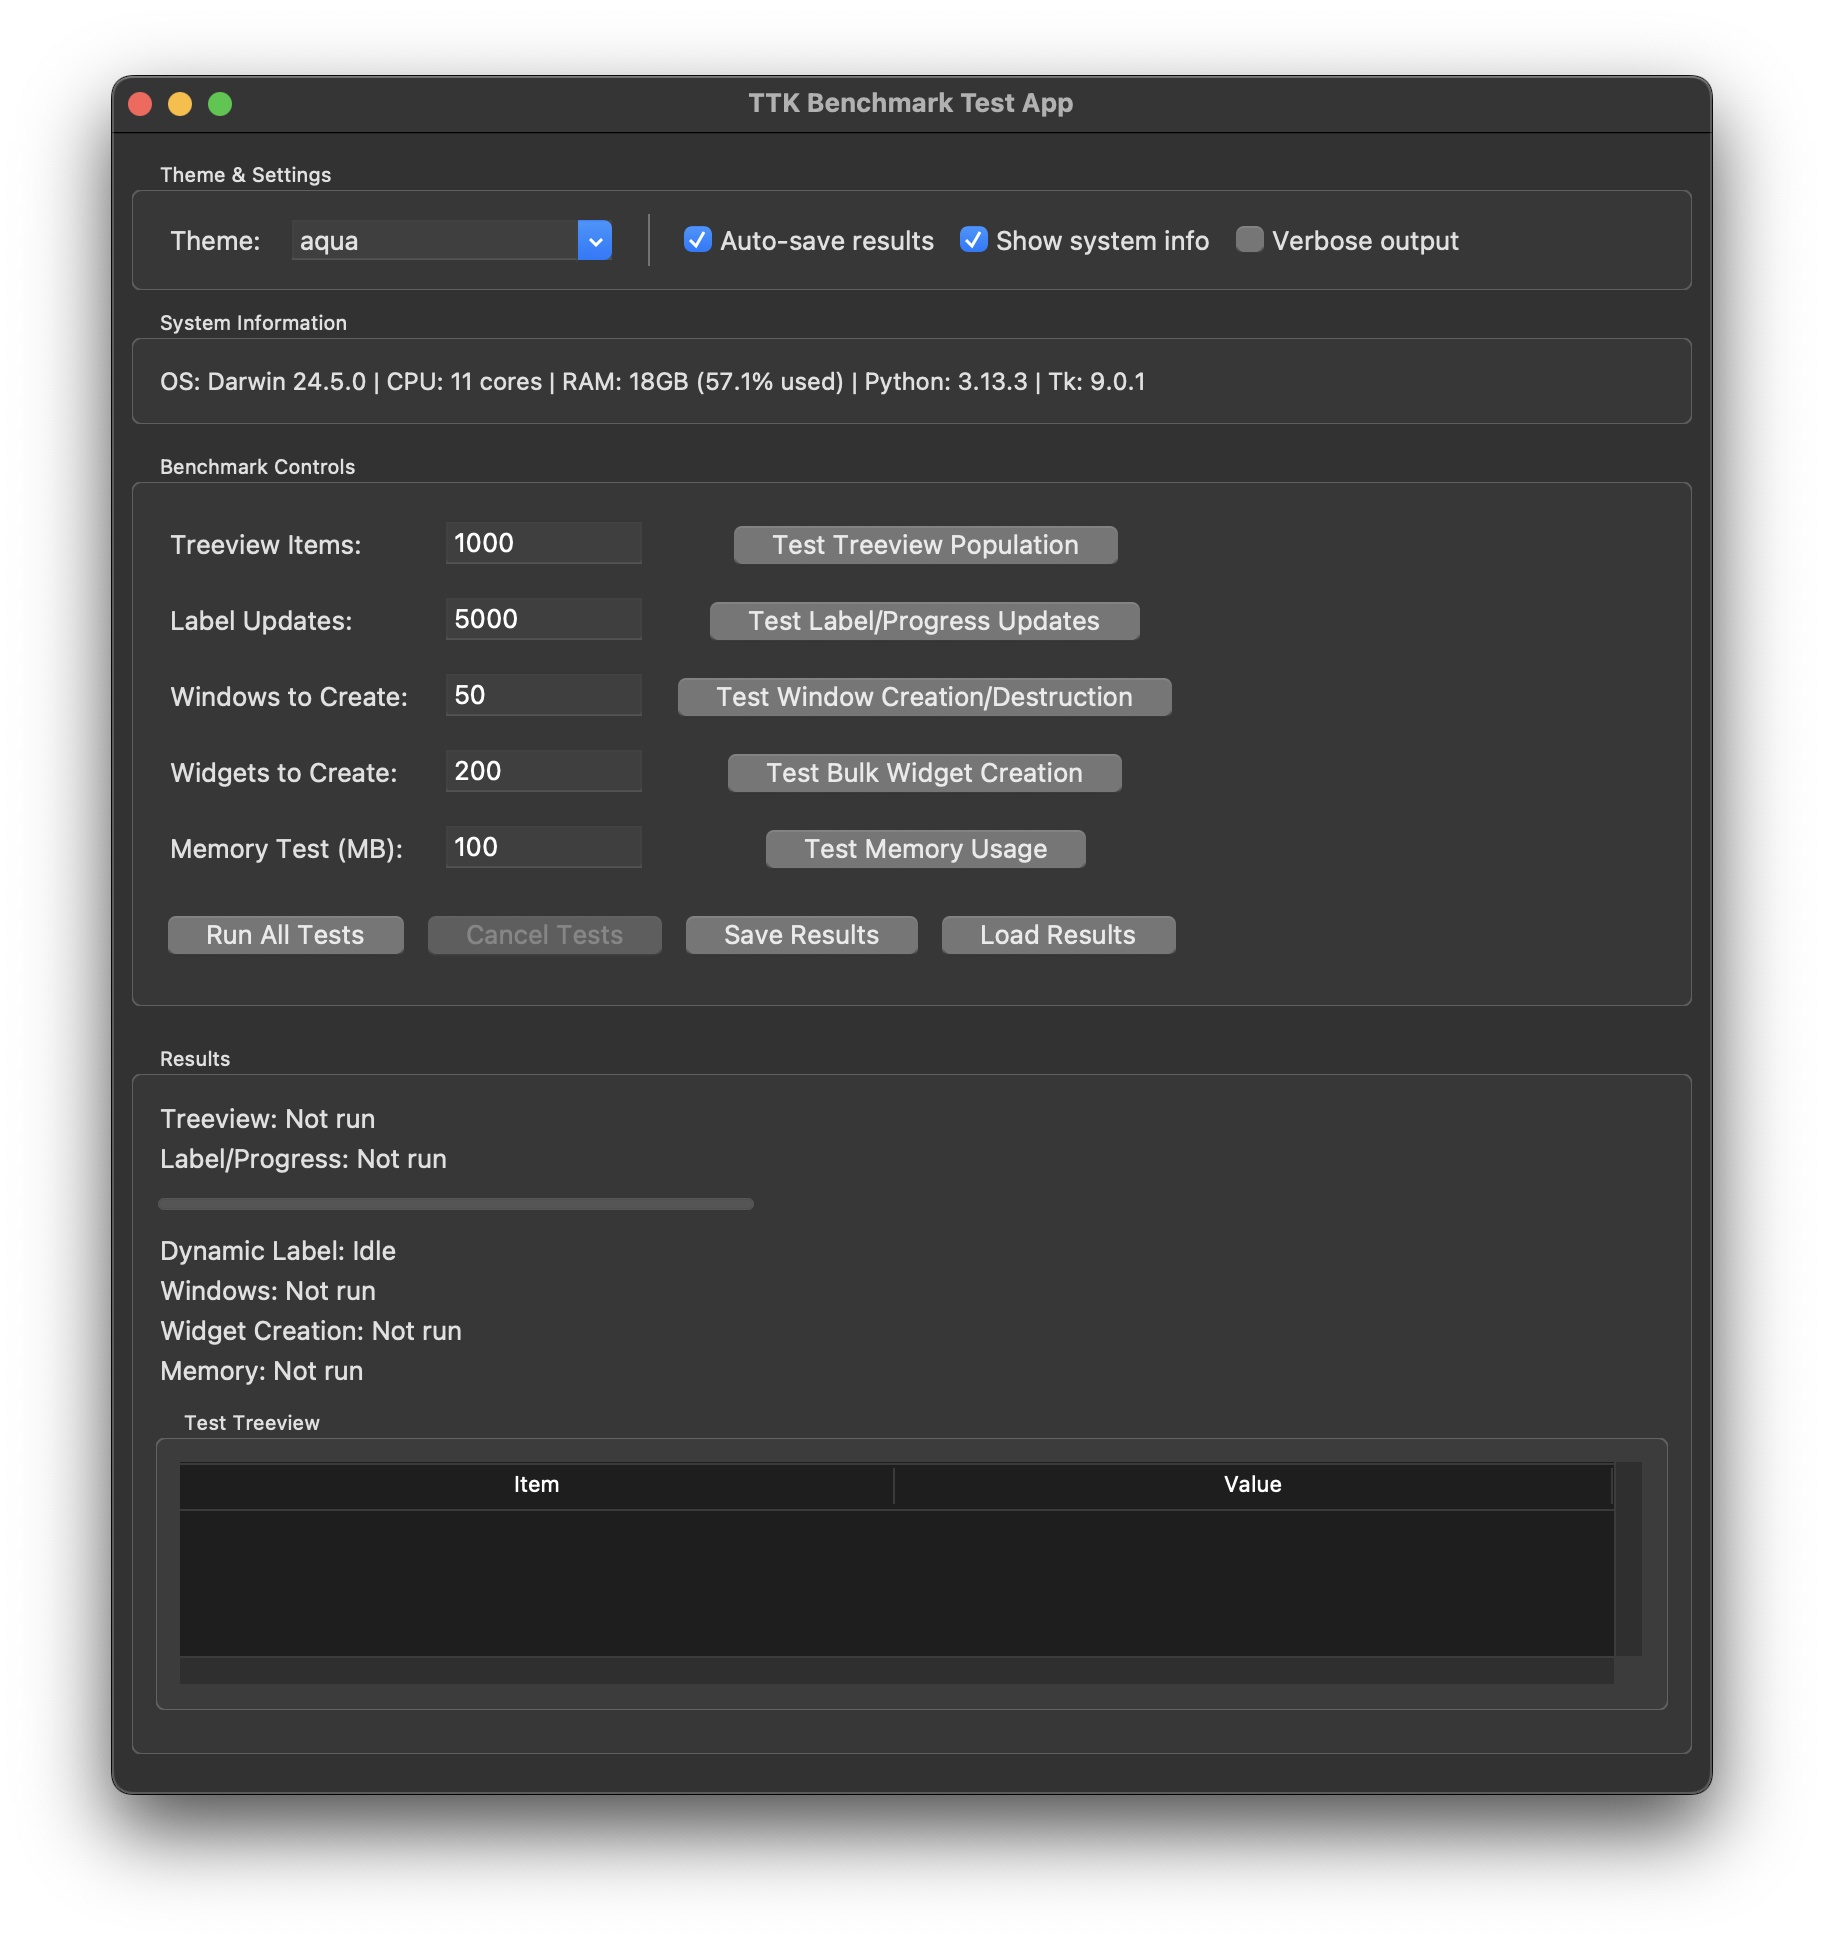 TTK Benchmark Test App
Theme & Settings
Theme: aqua Auto-save results Show system info Verbose output
System Information
OS: Darwin 24.5.0 | CPU: 11 cores | RAM: 18GB (57.1% used) | Python: 3.13.3 | Tk: 9.0.1
Benchmark Controls
Treeview Items: 1000 Test Treeview Population
Label Updates: 5000 Test Label/Progress Updates
Windows to Create: 50 Test Window Creation/Destruction
Widgets to Create: 200 Test Bulk Widget Creation
Memory Test (MB): 100 Test Memory Usage
Run All Tests Cancel Tests Save Results Load Results
Results
Treeview: Not run
Label/Progress: Not run
Dynamic Label: Idle
Windows: Not run
Widget Creation: Not run
Memory: Not run
Test Treeview
Item Value